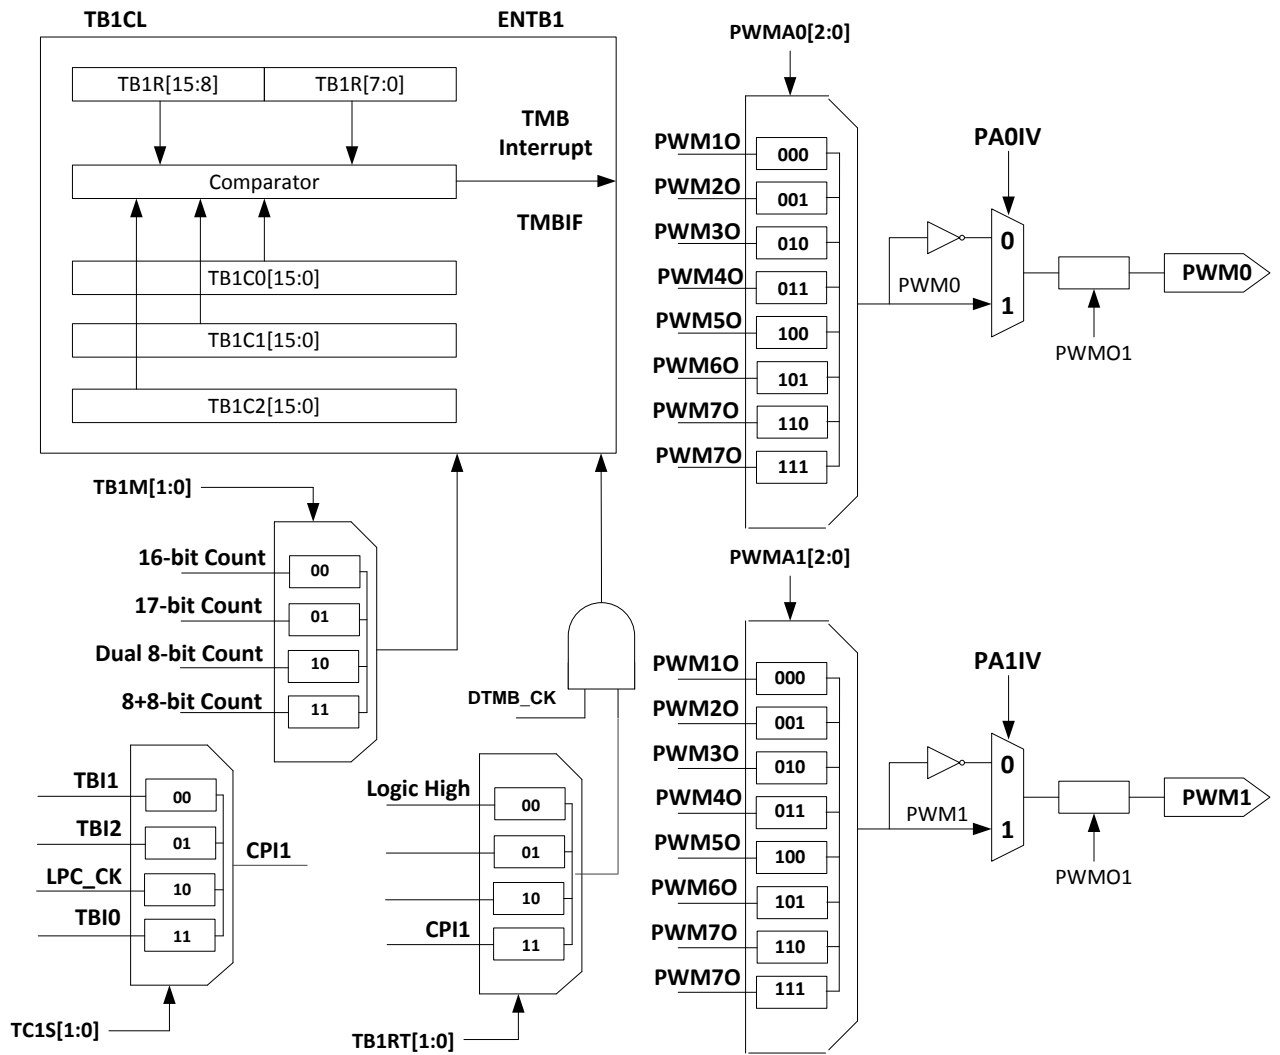 TB1CL
ENTB1
TB1R[15:8]
TB1R[7:0]
TMB
Interrupt
Comparator
TMBIF
TB1C0[15:0]
TB1C1[15:0]
TB1C2[15:0]
TB1M[1:0]
16-bit Count
00
17-bit Count
01
Dual 8-bit Count
10
8+8-bit Count
11
DTMB_CK
TBI1
00
TBI2
01
LPC_CK
10
TBI0
11
CPI1
TC1S[1:0]
Logic High
00
01
10
CPI1
11
TB1RT[1:0]
PWMA0[2:0]
PWM1O
000
PWM2O
001
PWM3O
010
PWM4O
011
PWM5O
100
PWM6O
101
PWM7O
110
PWM7O
111
PA0IV
0
PWM0
1
PWMO1
PWM0
PWMA1[2:0]
PWM1O
000
PWM2O
001
PWM3O
010
PWM4O
011
PWM5O
100
PWM6O
101
PWM7O
110
PWM7O
111
PA1IV
0
PWM1
1
PWMO1
PWM1